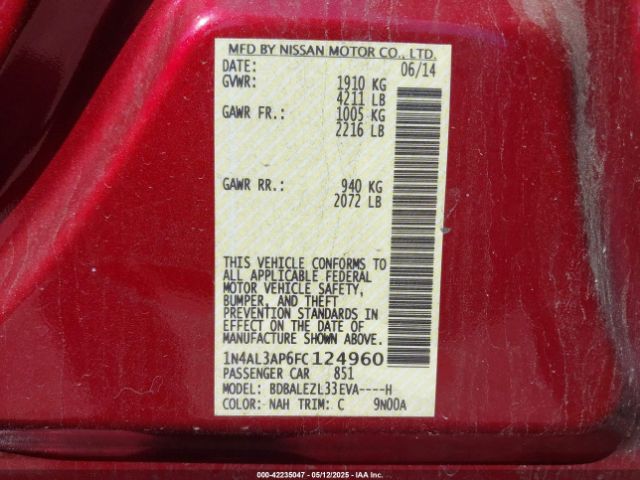 MFD BY NISSAN MOTOR CO., LTD.
DATE: 06/14
GVWR: 1910 KG
4211 LB
GAWR FR.: 1005 KG
2216 LB
GAWR RR.: 940 KG
2072 LB
THIS VEHICLE CONFORMS TO
ALL APPLICABLE FEDERAL
MOTOR VEHICLE SAFETY,
BUMPER, AND THEFT
PREVENTION STANDARDS IN
EFFECT ON THE DATE OF
MANUFACTURE SHOWN ABOVE.
1N4AL3AP6FC124960
PASSENGER CAR 851
MODEL: BDBALEZL33EVA----H
COLOR: NAH TRIM: C 9N00A
000-42235047 - 05/12/2025 - IAA Inc.